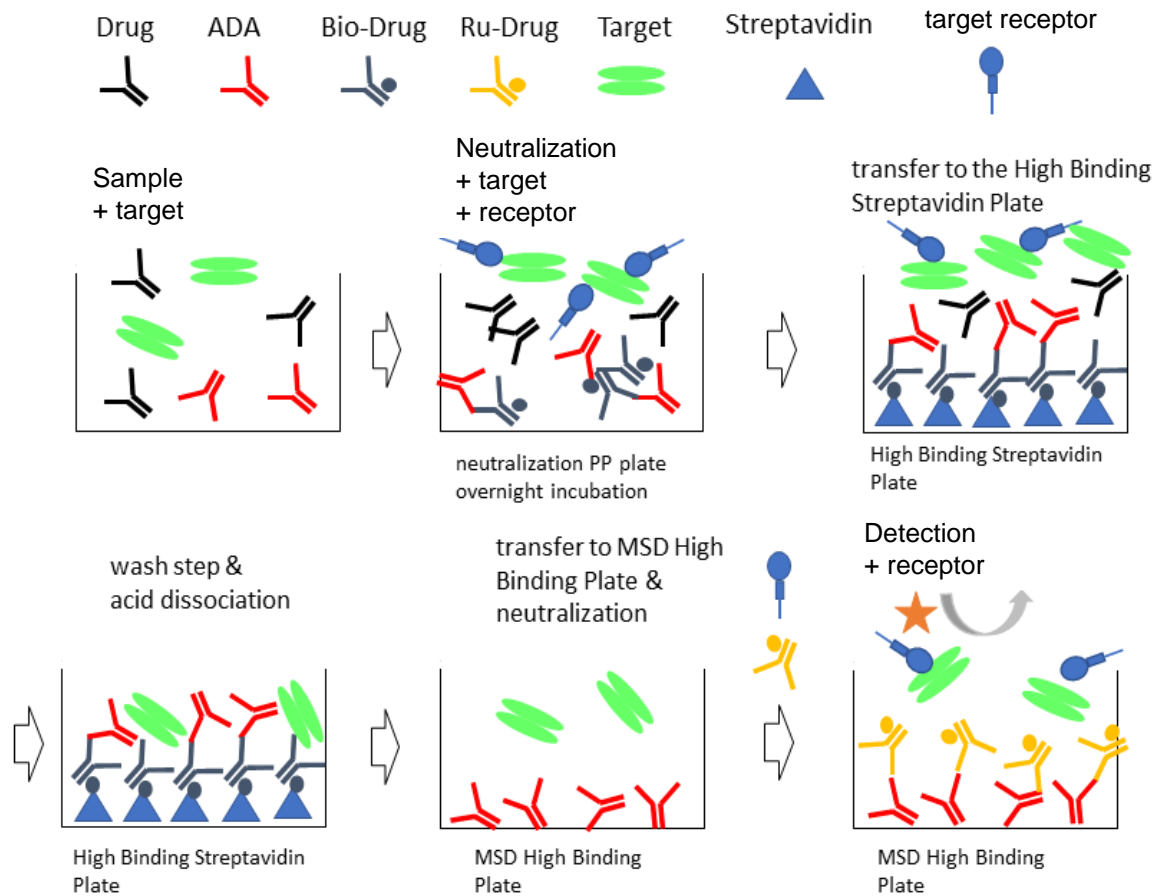 Drug
ADA
Bio-Drug
Ru-Drug
Target
Streptavidin
target receptor
Sample
+ target
Neutralization
+ target
+ receptor
transfer to the High Binding
Streptavidin Plate
neutralization PP plate
overnight incubation
High Binding Streptavidin
Plate
wash step &
acid dissociation
transfer to MSD High
Binding Plate &
neutralization
Detection
+ receptor
High Binding Streptavidin
Plate
MSD High Binding
Plate
MSD High Binding
Plate